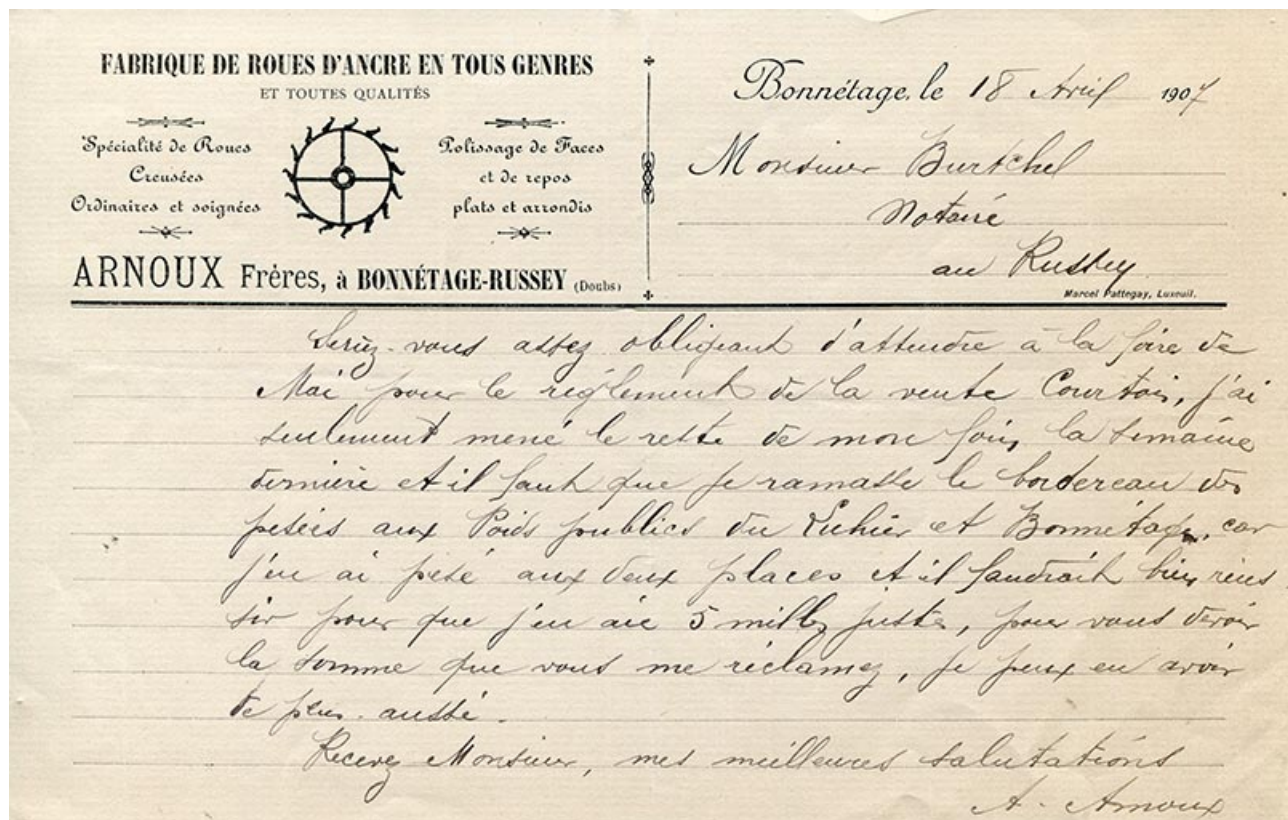 FABRIQUE DE ROUES D'ANCRE EN TOUS GENRES
ET TOUTES QUALITÉS
Spécialité de Roues
Creusées
Ordinaires et soignées
Polissage de Faces
et de repos
plats et arrondis
ARNOUX Frères, à BONNÉTAGE-RUSSEY (Doubs)
Bonnétage, le 18 Avril 1907
Monsieur Burtchel
Notaire
au Russey
Marcel Pattegay, Luxeuil.
Seriez-vous assez obligeant d'attendre à la foire de
Mai pour le règlement de la vente Courtois, j'ai
seulement mené le reste de mon foin la semaine
dernière et il faut que je ramasse le bordereau des
pesées aux Poids publics du Luhier et Bonnétage, car
j'en ai pesé aux deux places et il faudrait bien réus
sir pour que j'en aie 5 milles juste, pour vous devoir
la somme que vous me réclamez, je peux en avoir
de plus aussi.
Recevez Monsieur, mes meilleures salutations
A. Arnoux